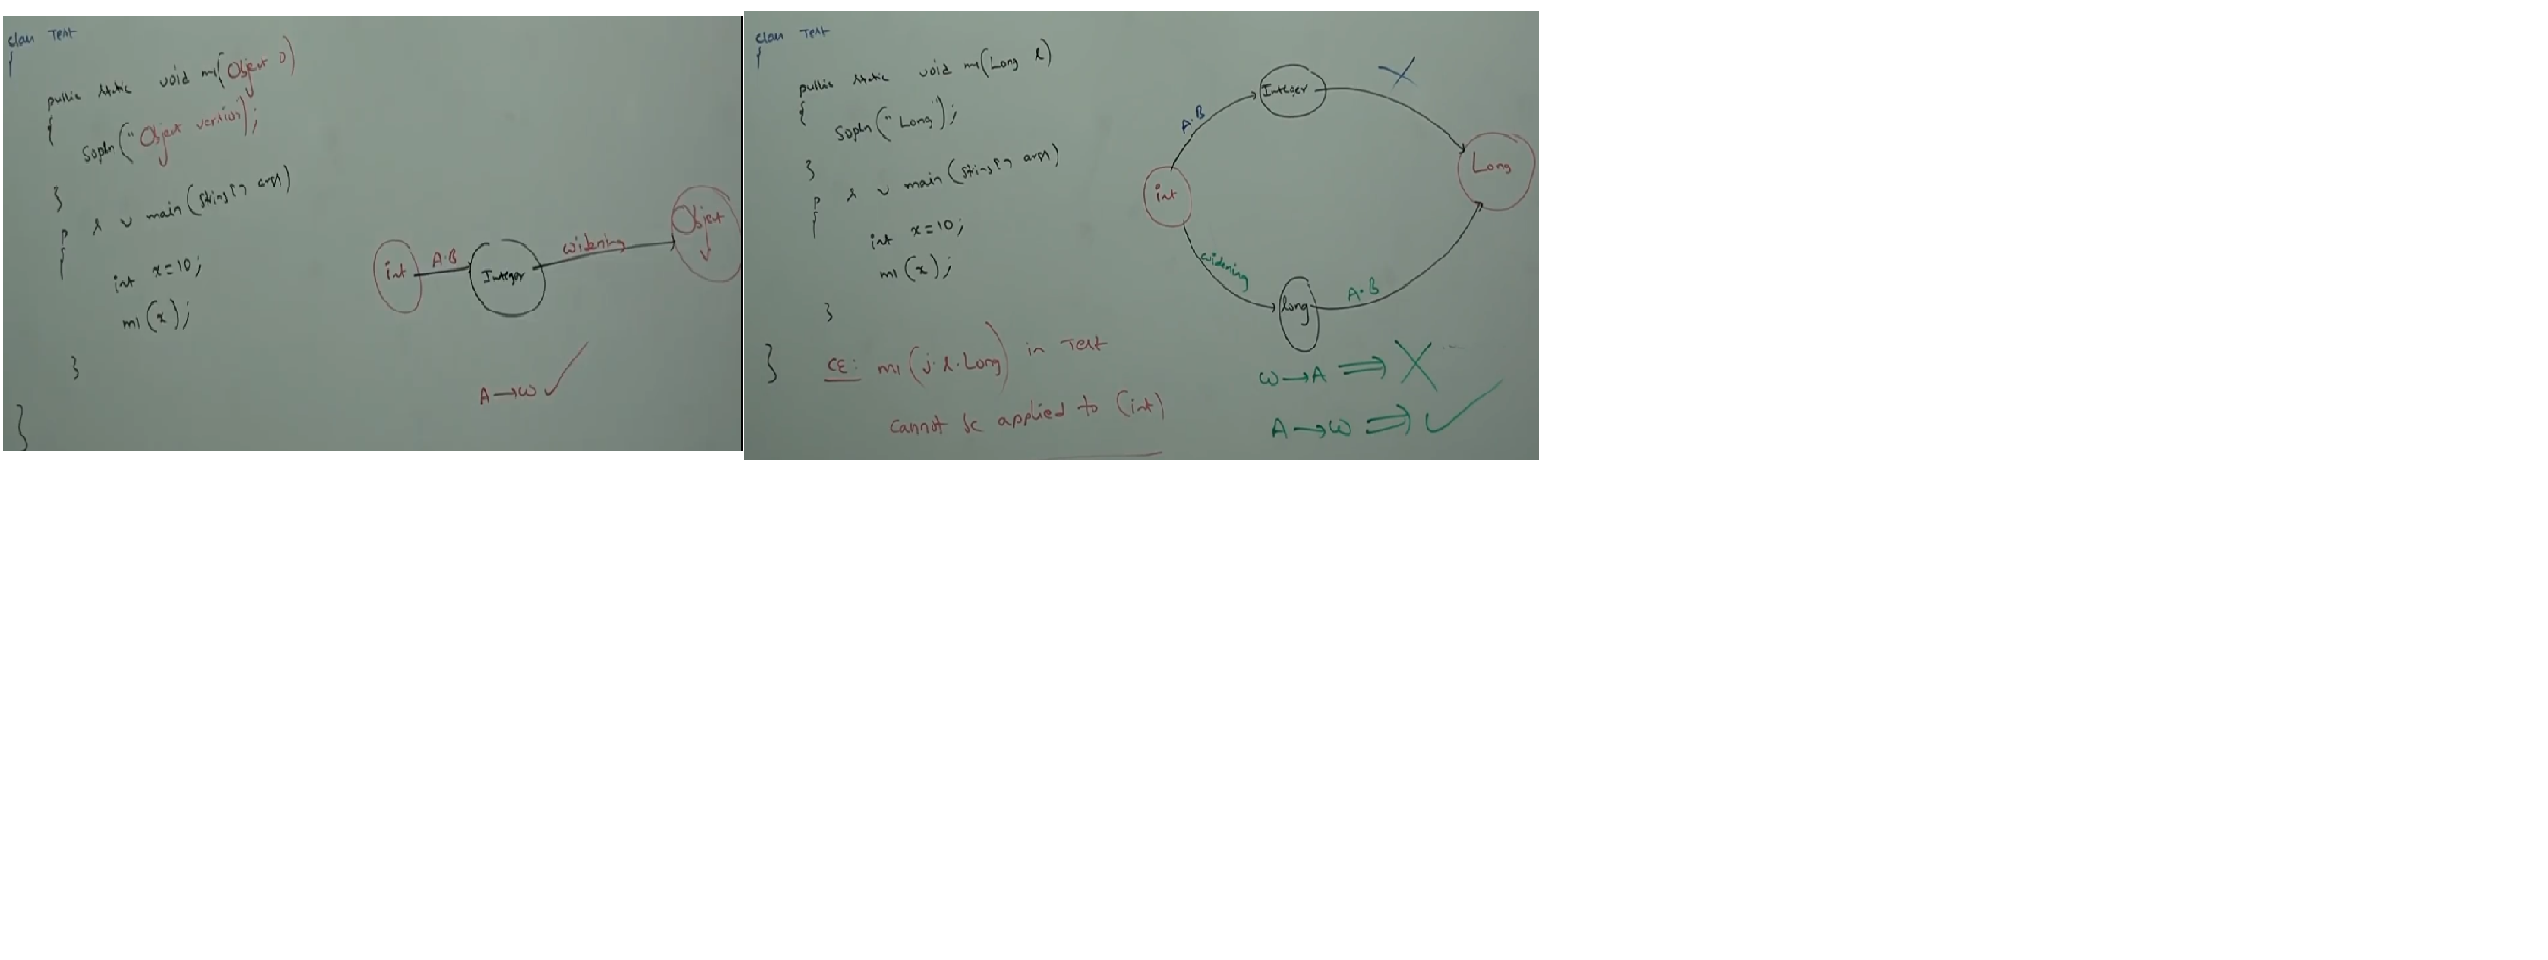 class Test
{
public static void m1(Object o)
{
Sopln("Object version");
}
p s v main(String[] args)
{
int x=10;
m1(x);
}
}
int
A·B
Integer
widening
Object
A→W ✓
class Test
{
public static void m1(Long l)
{
Sopln("Long");
}
p s v main(String[] args)
{
int x=10;
m1(x);
}
}
CE: m1(j.l.Long) in Test
cannot be applied to (int)
int
A·B
Integer
X
Long
widening
long
A·B
W→A ⇒ X
A→W ⇒ ✓